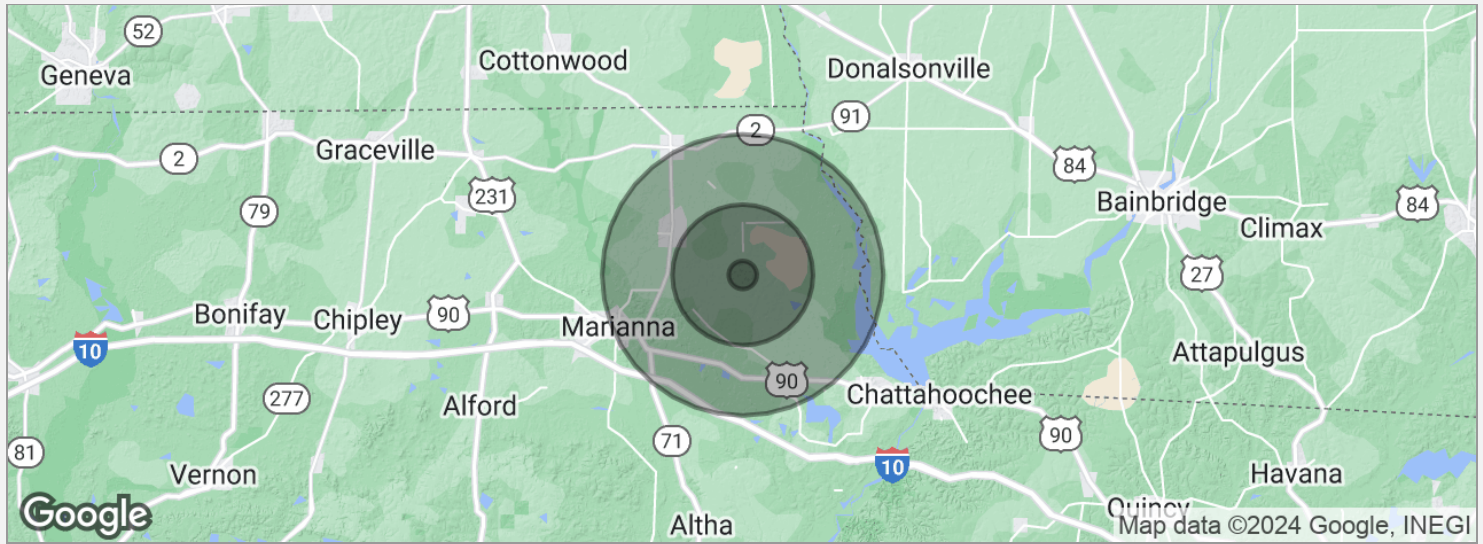 52
Geneva
Cottonwood
Donalsonville
91
2
2
Graceville
84
231
79
Bainbridge
84
Climax
27
Bonifay
Chipley
90
Marianna
10
Attapulgus
277
Alford
90
Chattahoochee
90
81
71
10
Vernon
Havana
Google
Altha
Quincy
Map data ©2024 Google, INEGI